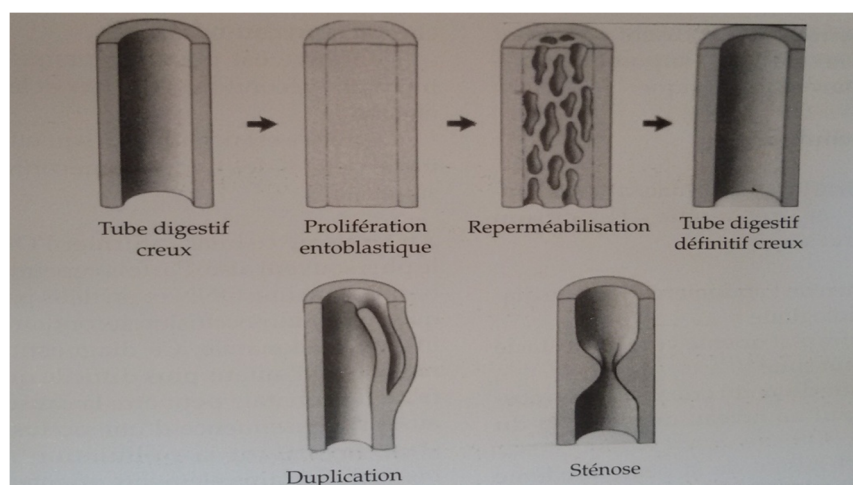 Tube digestif
creux
Prolifération
entoblastique
Reperméabilisation
Tube digestif
définitif creux
Duplication
Sténose